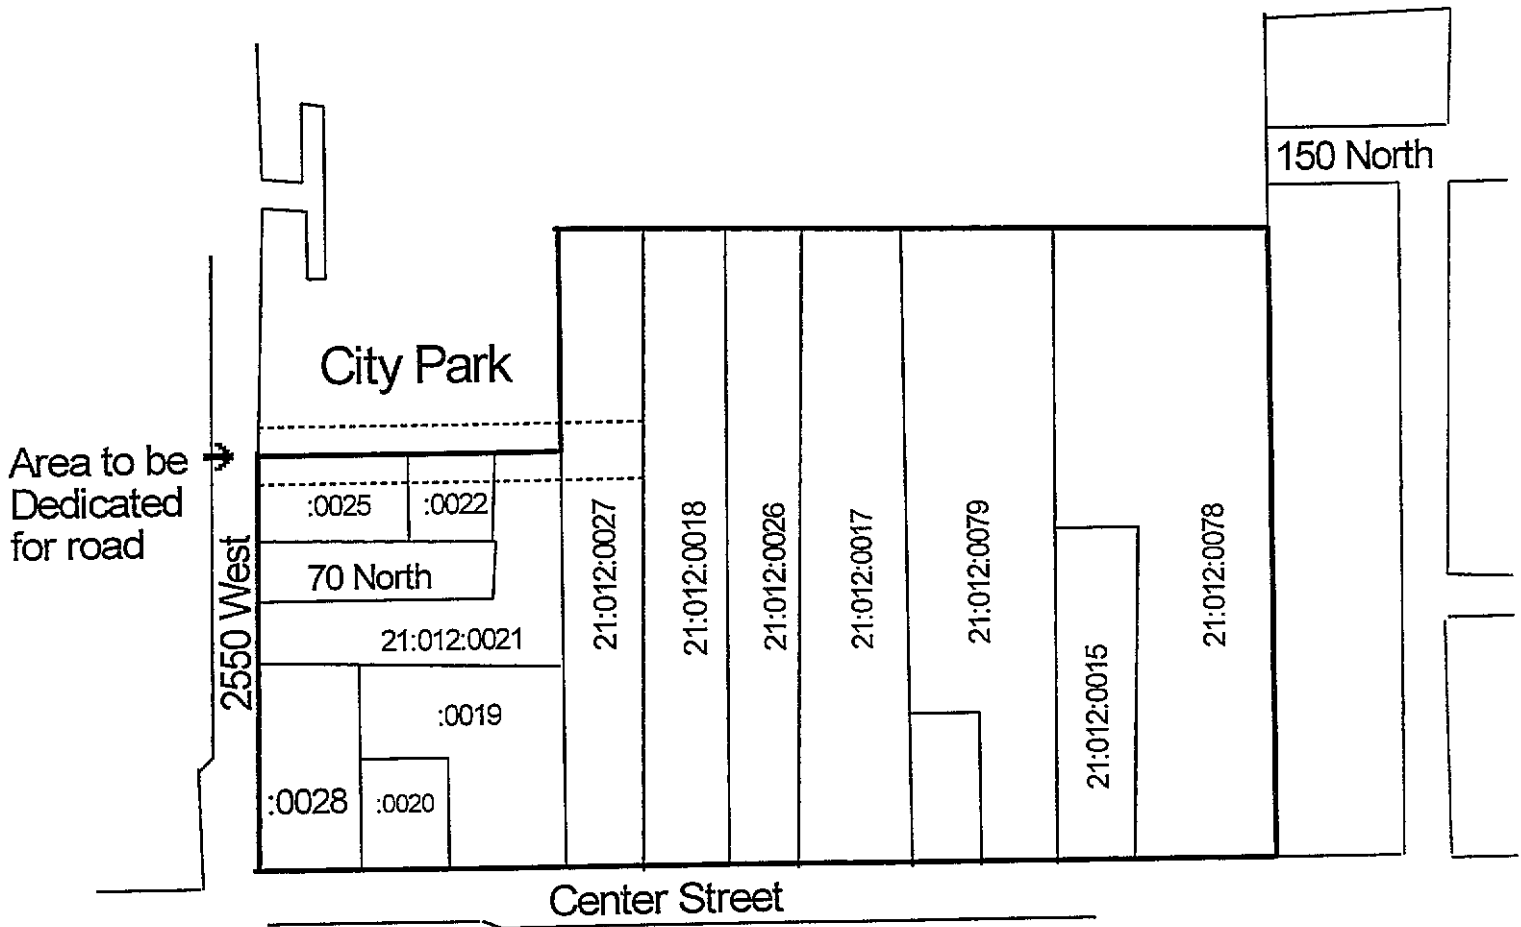 150 North
City Park
Area to be
Dedicated
for road
:0025
:0022
70 North
2550 West
21:012:0021
:0019
:0028
:0020
21:012:0027
21:012:0018
21:012:0026
21:012:0017
21:012:0079
21:012:0015
21:012:0078
Center Street